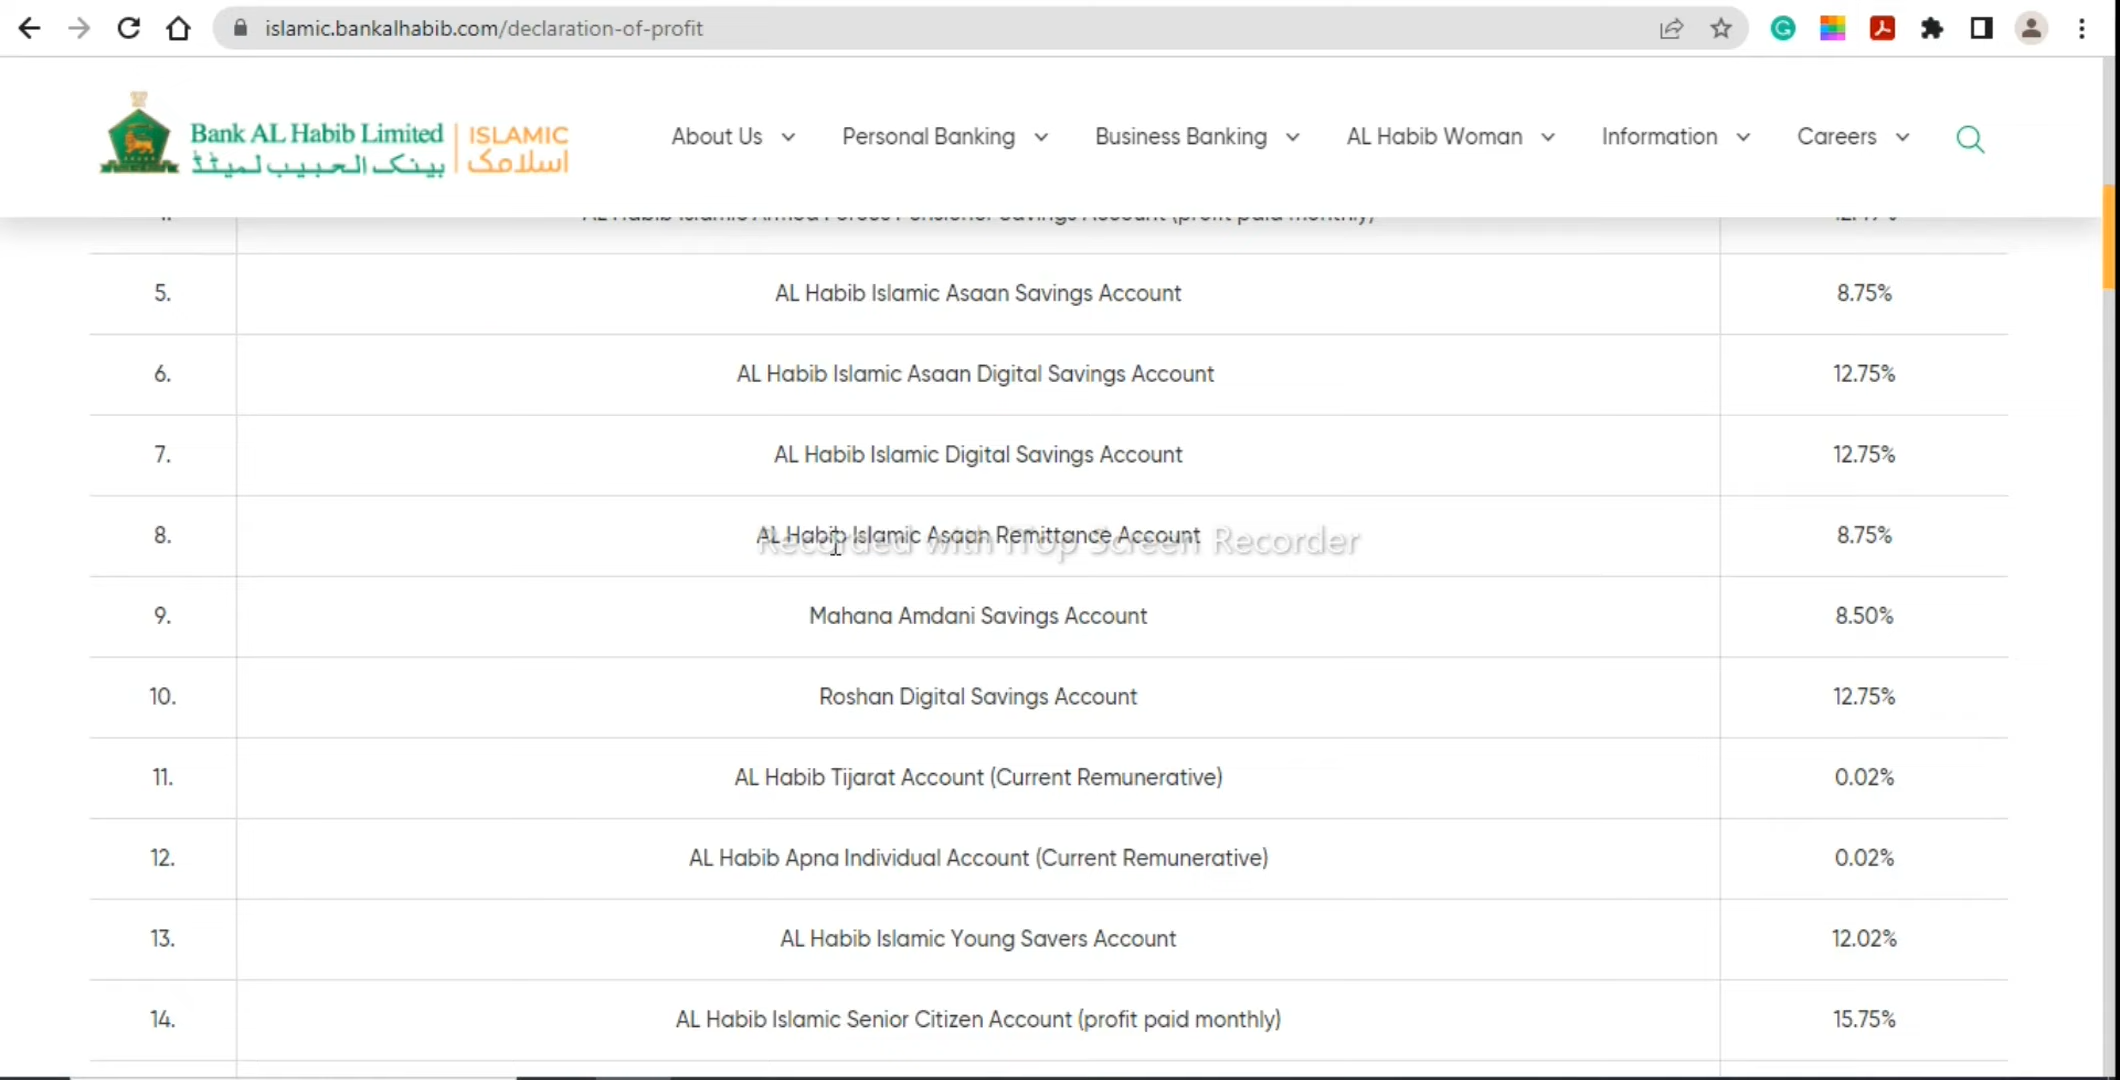 islamic.bankalhabib.com/declaration-of-profit
Bank AL Habib Limited | ISLAMIC
بینک الحبیب لمیٹڈ | اسلامک
About Us
Personal Banking
Business Banking
AL Habib Woman
Information
Careers
5. AL Habib Islamic Asaan Savings Account 8.75%
6. AL Habib Islamic Asaan Digital Savings Account 12.75%
7. AL Habib Islamic Digital Savings Account 12.75%
8. AL Habib Islamic Asaan Remittance Account 8.75%
Recorded with iTop Screen Recorder
9. Mahana Amdani Savings Account 8.50%
10. Roshan Digital Savings Account 12.75%
11. AL Habib Tijarat Account (Current Remunerative) 0.02%
12. AL Habib Apna Individual Account (Current Remunerative) 0.02%
13. AL Habib Islamic Young Savers Account 12.02%
14. AL Habib Islamic Senior Citizen Account (profit paid monthly) 15.75%